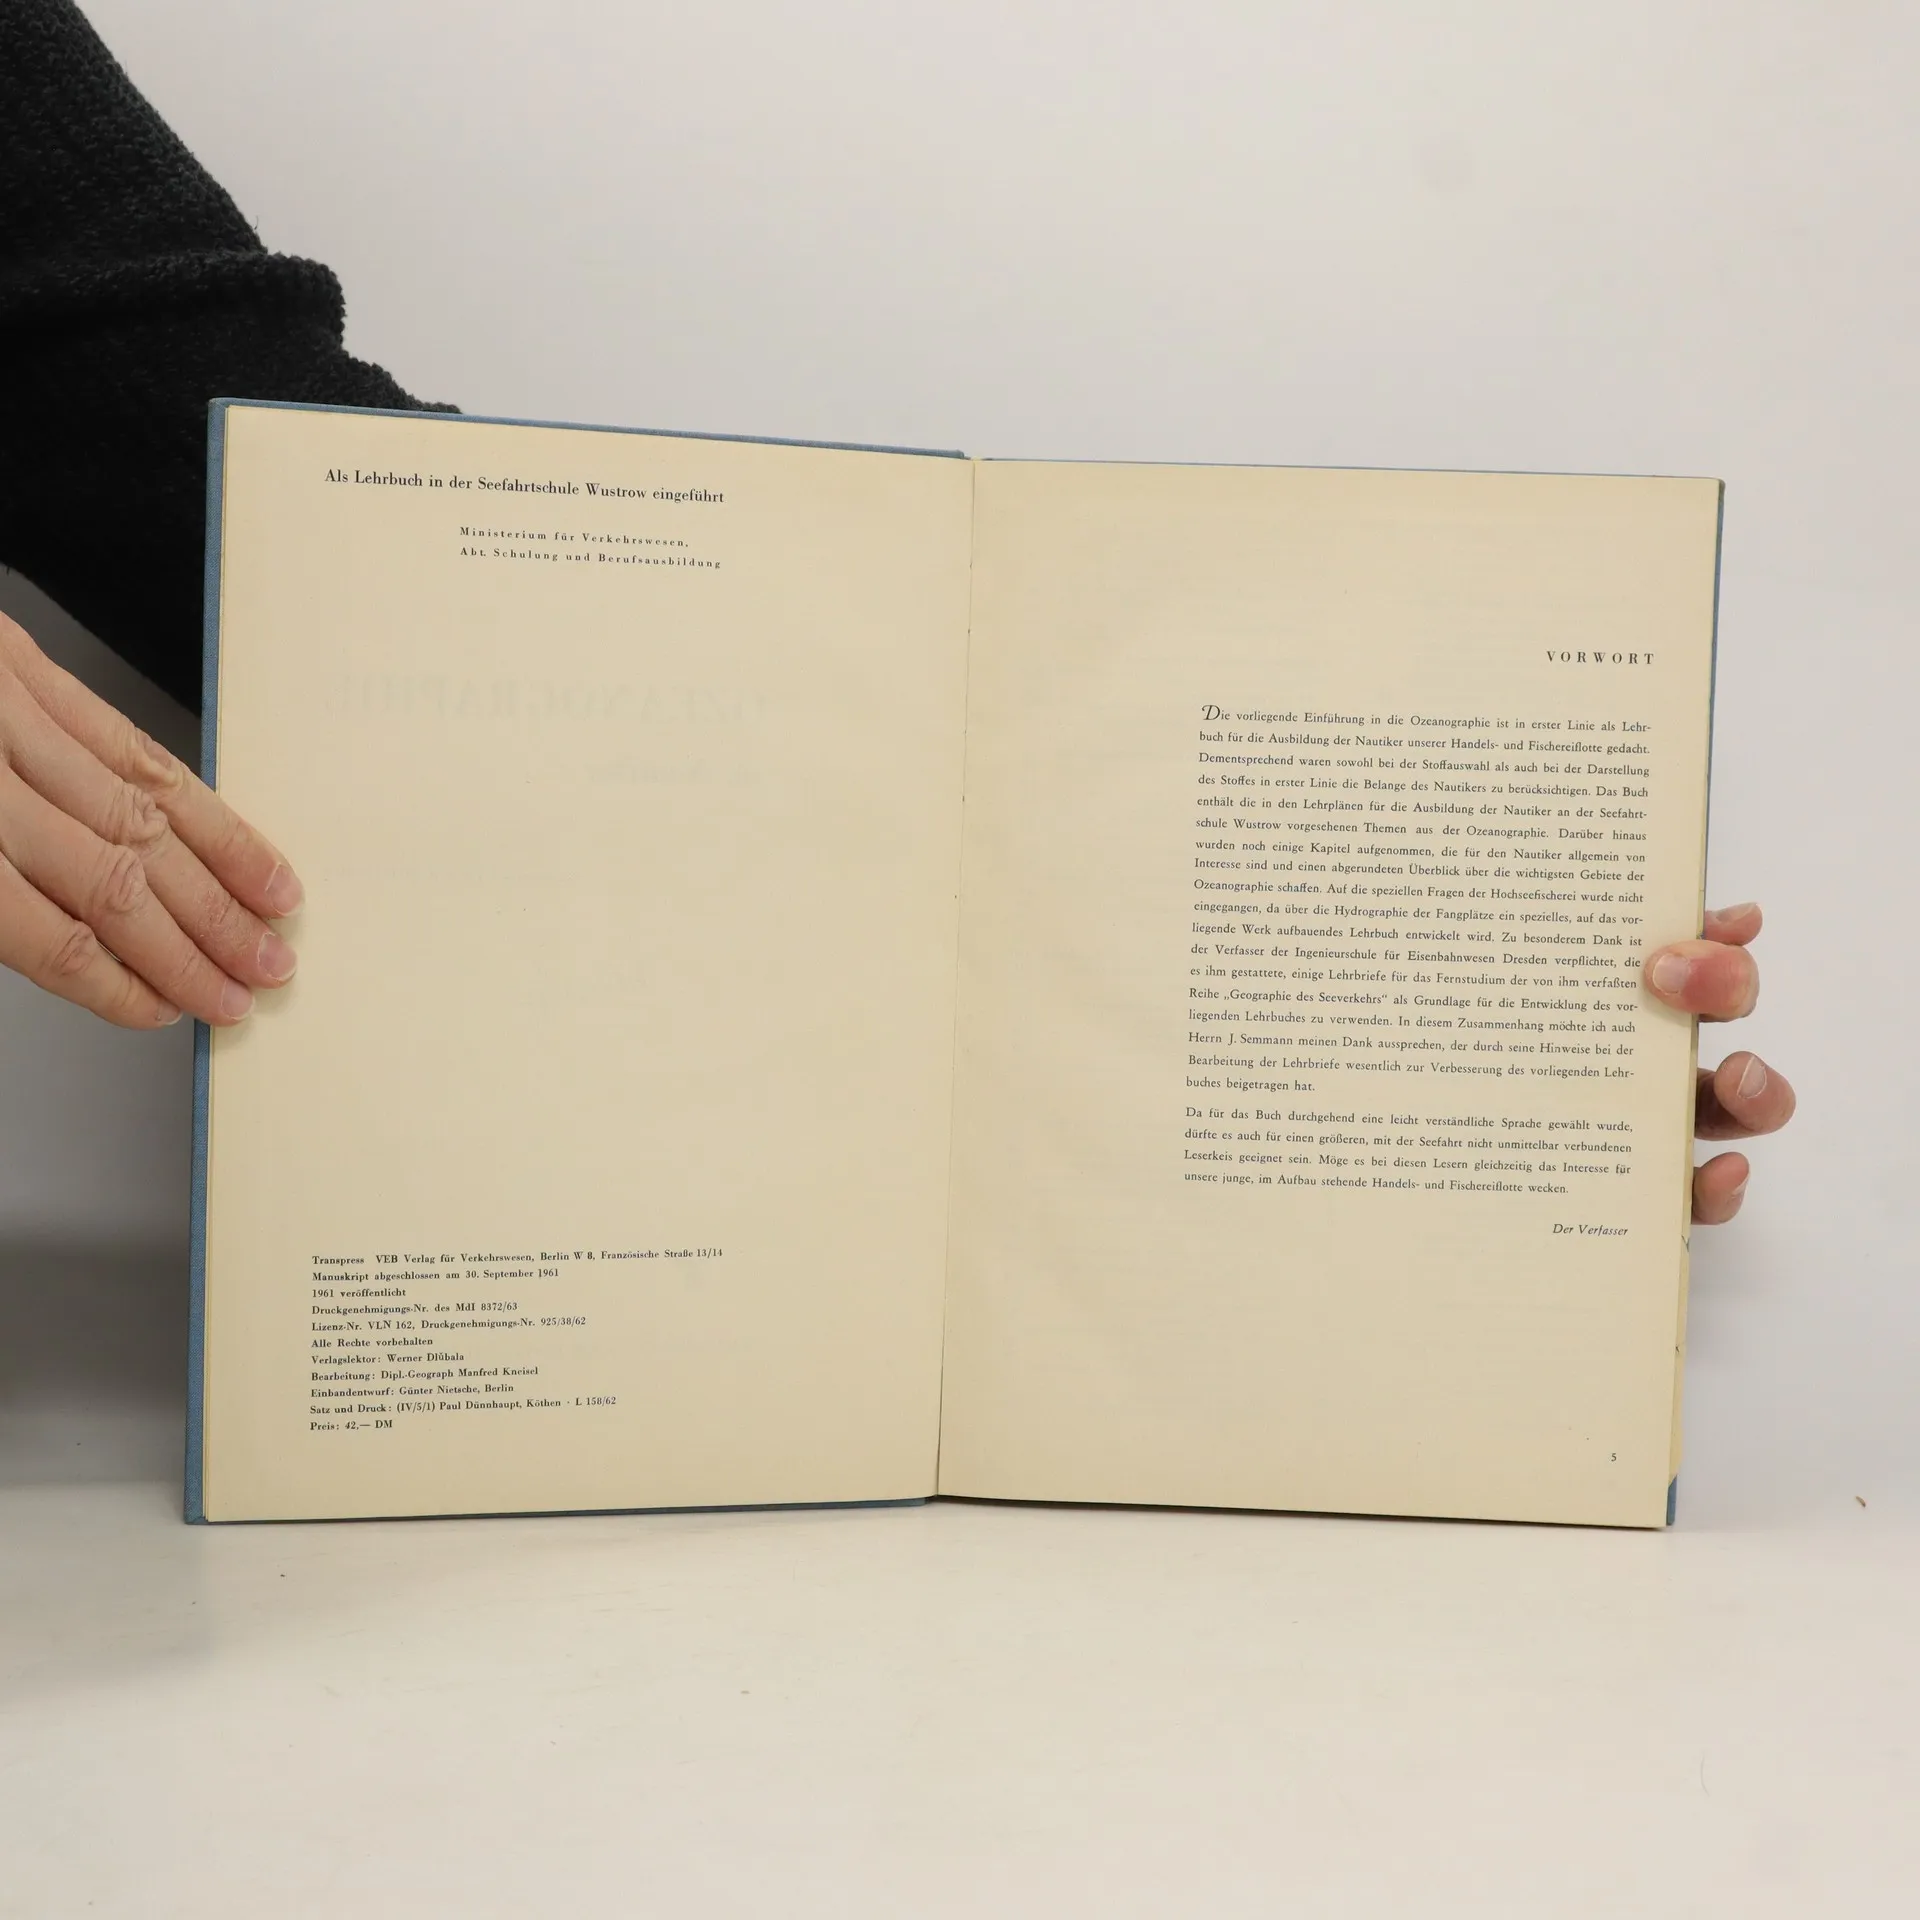 Als Lehrbuch in der Seefahrtschule Wustrow eingeführt
Ministerium für Verkehrswesen,
Abt. Schulung und Berufsausbildung
Transpress VEB Verlag für Verkehrswesen, Berlin W 8, Französische Straße 13/14
Manuskript abgeschlossen am 30. September 1961
1961 veröffentlicht
Druckgenehmigungs-Nr. des MdI 8372/63
Lizenz-Nr. VLN 162, Druckgenehmigungs-Nr. 925/38/62
Alle Rechte vorbehalten
Verlagslektor: Werner Dlůbala
Bearbeitung: Dipl.-Geograph Manfred Kneisel
Einbandentwurf: Günter Nietsche, Berlin
Satz und Druck: (IV/5/1) Paul Dünnhaupt, Köthen · L 158/62
Preis: 42,— DM
VORWORT
Die vorliegende Einführung in die Ozeanographie ist in erster Linie als Lehr-
buch für die Ausbildung der Nautiker unserer Handels- und Fischereiflotte gedacht.
Dementsprechend waren sowohl bei der Stoffauswahl als auch bei der Darstellung
des Stoffes in erster Linie die Belange des Nautikers zu berücksichtigen. Das Buch
enthält die in den Lehrplänen für die Ausbildung der Nautiker an der Seefahrt-
schule Wustrow vorgesehenen Themen aus der Ozeanographie. Darüber hinaus
wurden noch einige Kapitel aufgenommen, die für den Nautiker allgemein von
Interesse sind und einen abgerundeten Überblick über die wichtigsten Gebiete der
Ozeanographie schaffen. Auf die speziellen Fragen der Hochseefischerei wurde nicht
eingegangen, da über die Hydrographie der Fangplätze ein spezielles, auf das vor-
liegende Werk aufbauendes Lehrbuch entwickelt wird. Zu besonderem Dank ist
der Verfasser der Ingenieurschule für Eisenbahnwesen Dresden verpflichtet, die
es ihm gestattete, einige Lehrbriefe für das Fernstudium der von ihm verfaßten
Reihe „Geographie des Seeverkehrs“ als Grundlage für die Entwicklung des vor-
liegenden Lehrbuches zu verwenden. In diesem Zusammenhang möchte ich auch
Herrn J. Semmann meinen Dank aussprechen, der durch seine Hinweise bei der
Bearbeitung der Lehrbriefe wesentlich zur Verbesserung des vorliegenden Lehr-
buches beigetragen hat.
Da für das Buch durchgehend eine leicht verständliche Sprache gewählt wurde,
dürfte es auch für einen größeren, mit der Seefahrt nicht unmittelbar verbundenen
Leserkeis geeignet sein. Möge es bei diesen Lesern gleichzeitig das Interesse für
unsere junge, im Aufbau stehende Handels- und Fischereiflotte wecken.
Der Verfasser
5